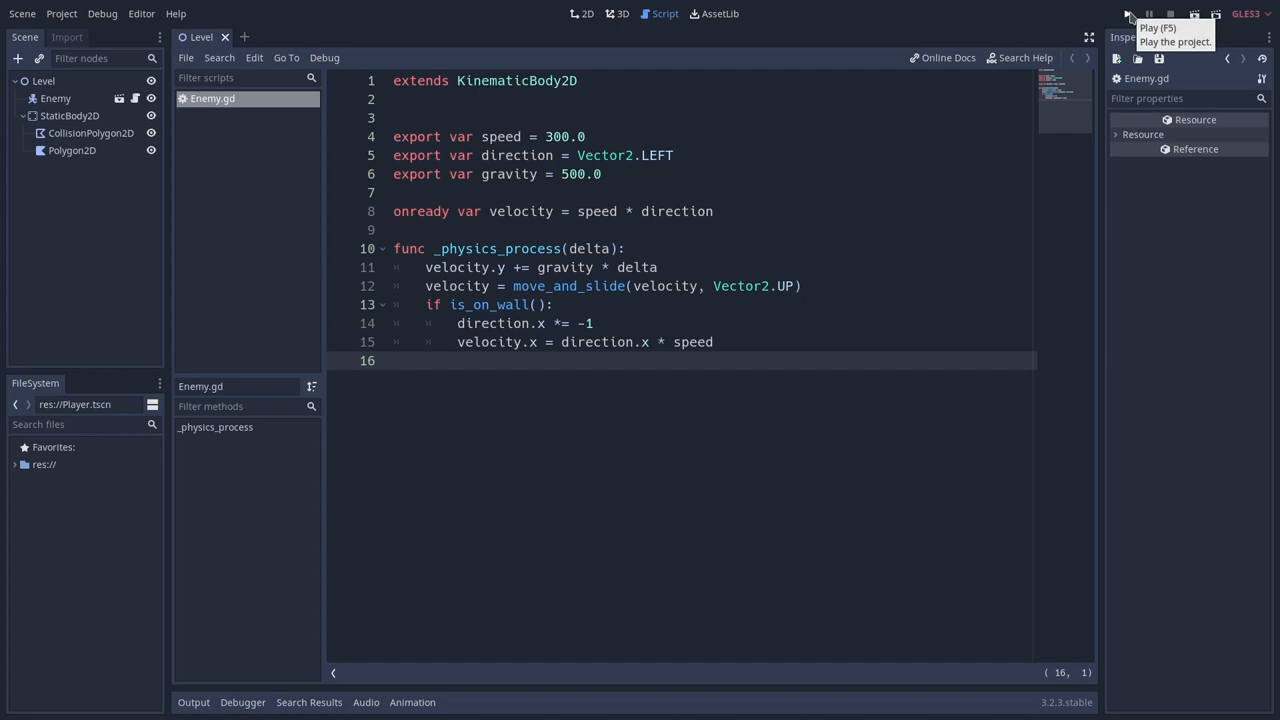 Scene Project Debug Editor Help
2D 3D Script AssetLib
GLES3
Play (F5)
Play the project.
Scene Import
Filter nodes
Level
Enemy
StaticBody2D
CollisionPolygon2D
Polygon2D
FileSystem
res://Player.tscn
Search files
Favorites:
res://
Level
File Search Edit Go To Debug
Online Docs Search Help
Filter scripts
Enemy.gd
Enemy.gd
Filter methods
_physics_process
1 extends KinematicBody2D
2
3
4 export var speed = 300.0
5 export var direction = Vector2.LEFT
6 export var gravity = 500.0
7
8 onready var velocity = speed * direction
9
10 func _physics_process(delta):
11 velocity.y += gravity * delta
12 velocity = move_and_slide(velocity, Vector2.UP)
13 if is_on_wall():
14 direction.x *= -1
15 velocity.x = direction.x * speed
16
( 16, 1)
Output Debugger Search Results Audio Animation
3.2.3.stable
Enemy.gd
Filter properties
Resource
Resource
Reference